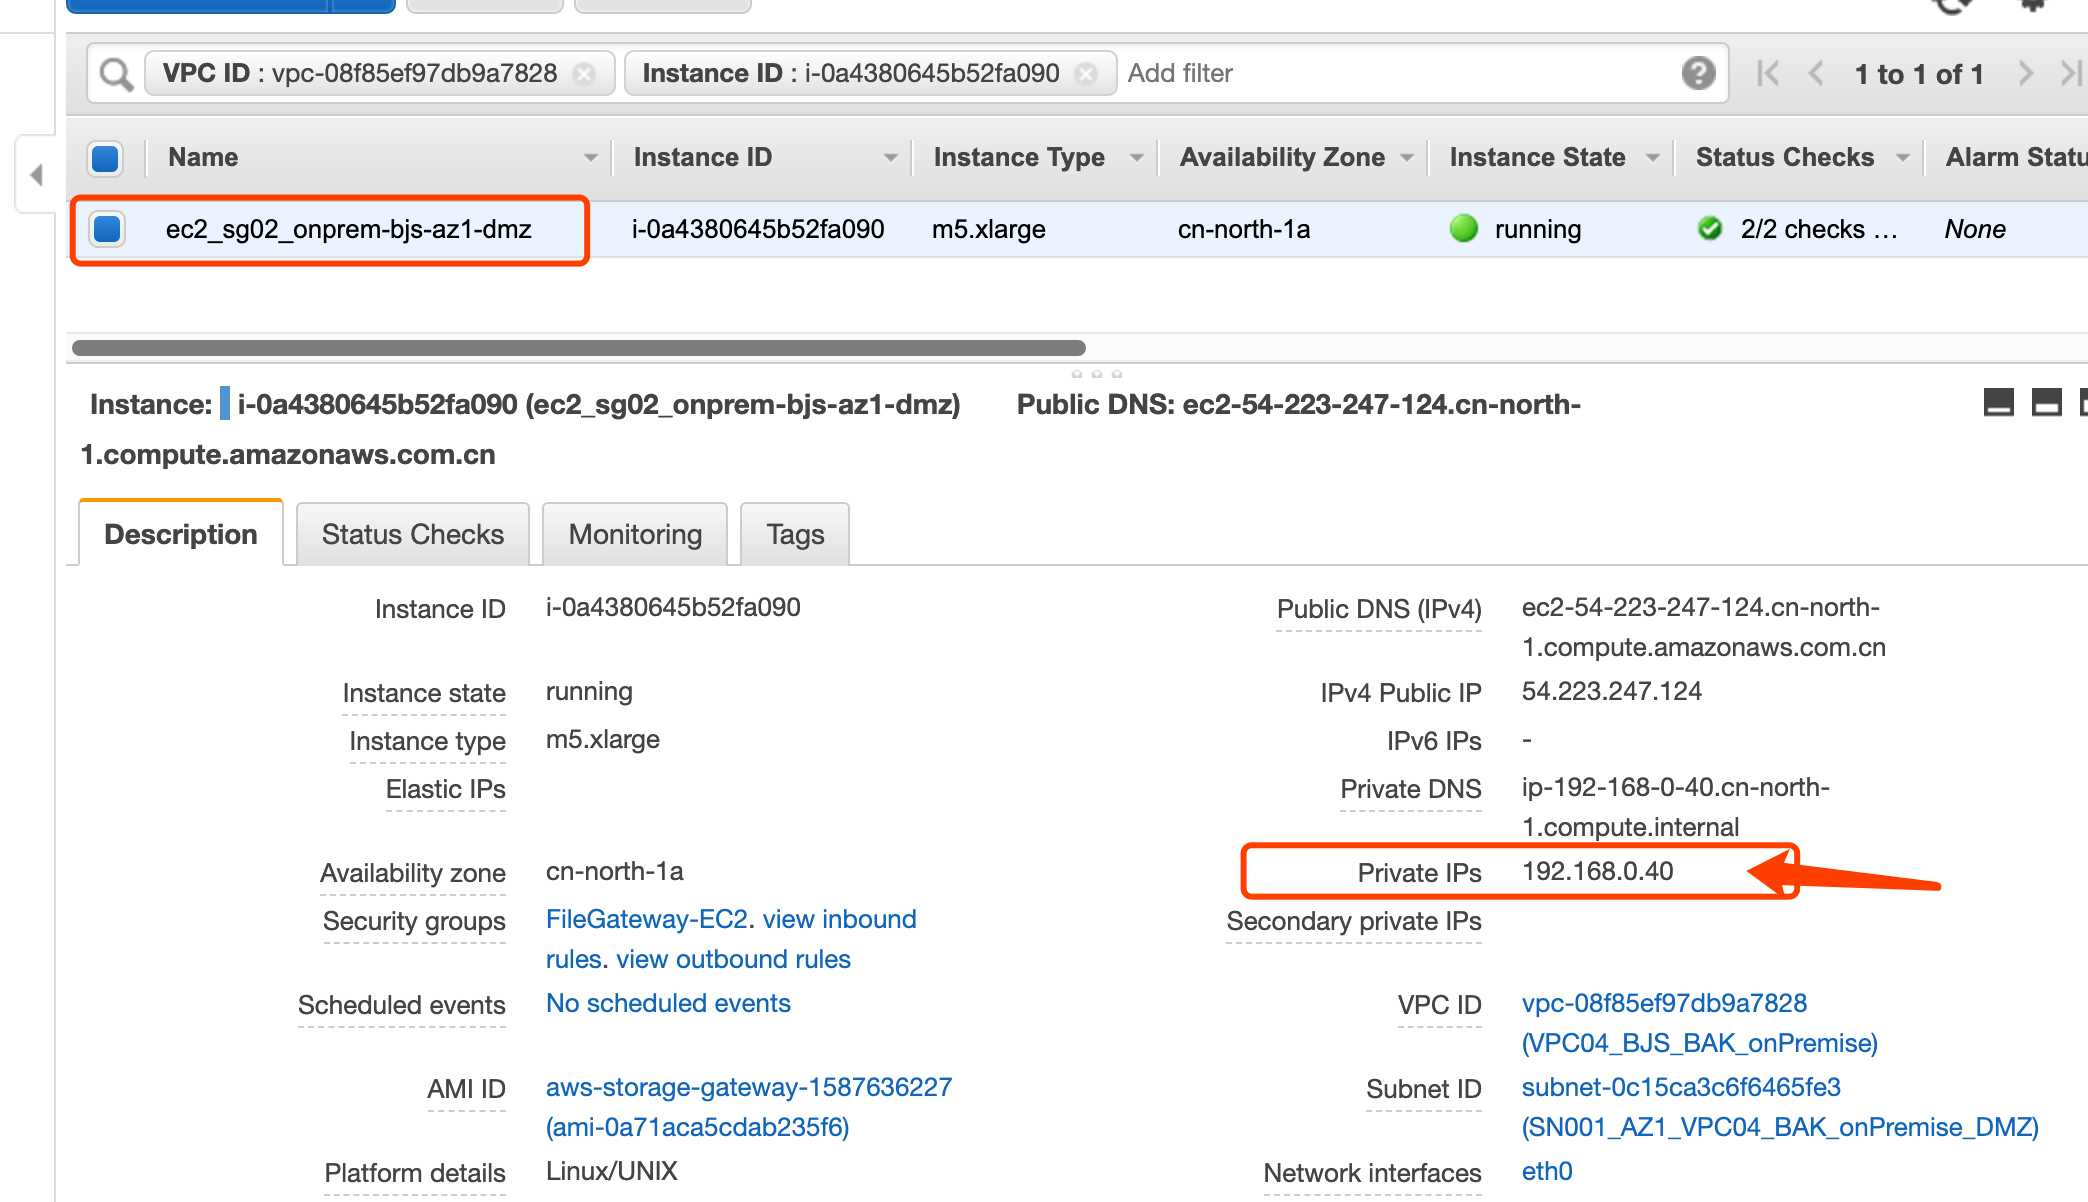 VPC ID : vpc-08f85ef97db9a7828 Instance ID : i-0a4380645b52fa090 Add filter 1 to 1 of 1
Name Instance ID Instance Type Availability Zone Instance State Status Checks Alarm Statu
ec2_sg02_onprem-bjs-az1-dmz i-0a4380645b52fa090 m5.xlarge cn-north-1a running 2/2 checks … None
Instance: i-0a4380645b52fa090 (ec2_sg02_onprem-bjs-az1-dmz) Public DNS: ec2-54-223-247-124.cn-north-
1.compute.amazonaws.com.cn
Description Status Checks Monitoring Tags
Instance ID i-0a4380645b52fa090
Instance state running
Instance type m5.xlarge
Elastic IPs
Availability zone cn-north-1a
Security groups FileGateway-EC2. view inbound
rules. view outbound rules
Scheduled events No scheduled events
AMI ID aws-storage-gateway-1587636227
(ami-0a71aca5cdab235f6)
Platform details Linux/UNIX
Public DNS (IPv4) ec2-54-223-247-124.cn-north-
1.compute.amazonaws.com.cn
IPv4 Public IP 54.223.247.124
IPv6 IPs -
Private DNS ip-192-168-0-40.cn-north-
1.compute.internal
Private IPs 192.168.0.40
Secondary private IPs
VPC ID vpc-08f85ef97db9a7828
(VPC04_BJS_BAK_onPremise)
Subnet ID subnet-0c15ca3c6f6465fe3
(SN001_AZ1_VPC04_BAK_onPremise_DMZ)
Network interfaces eth0